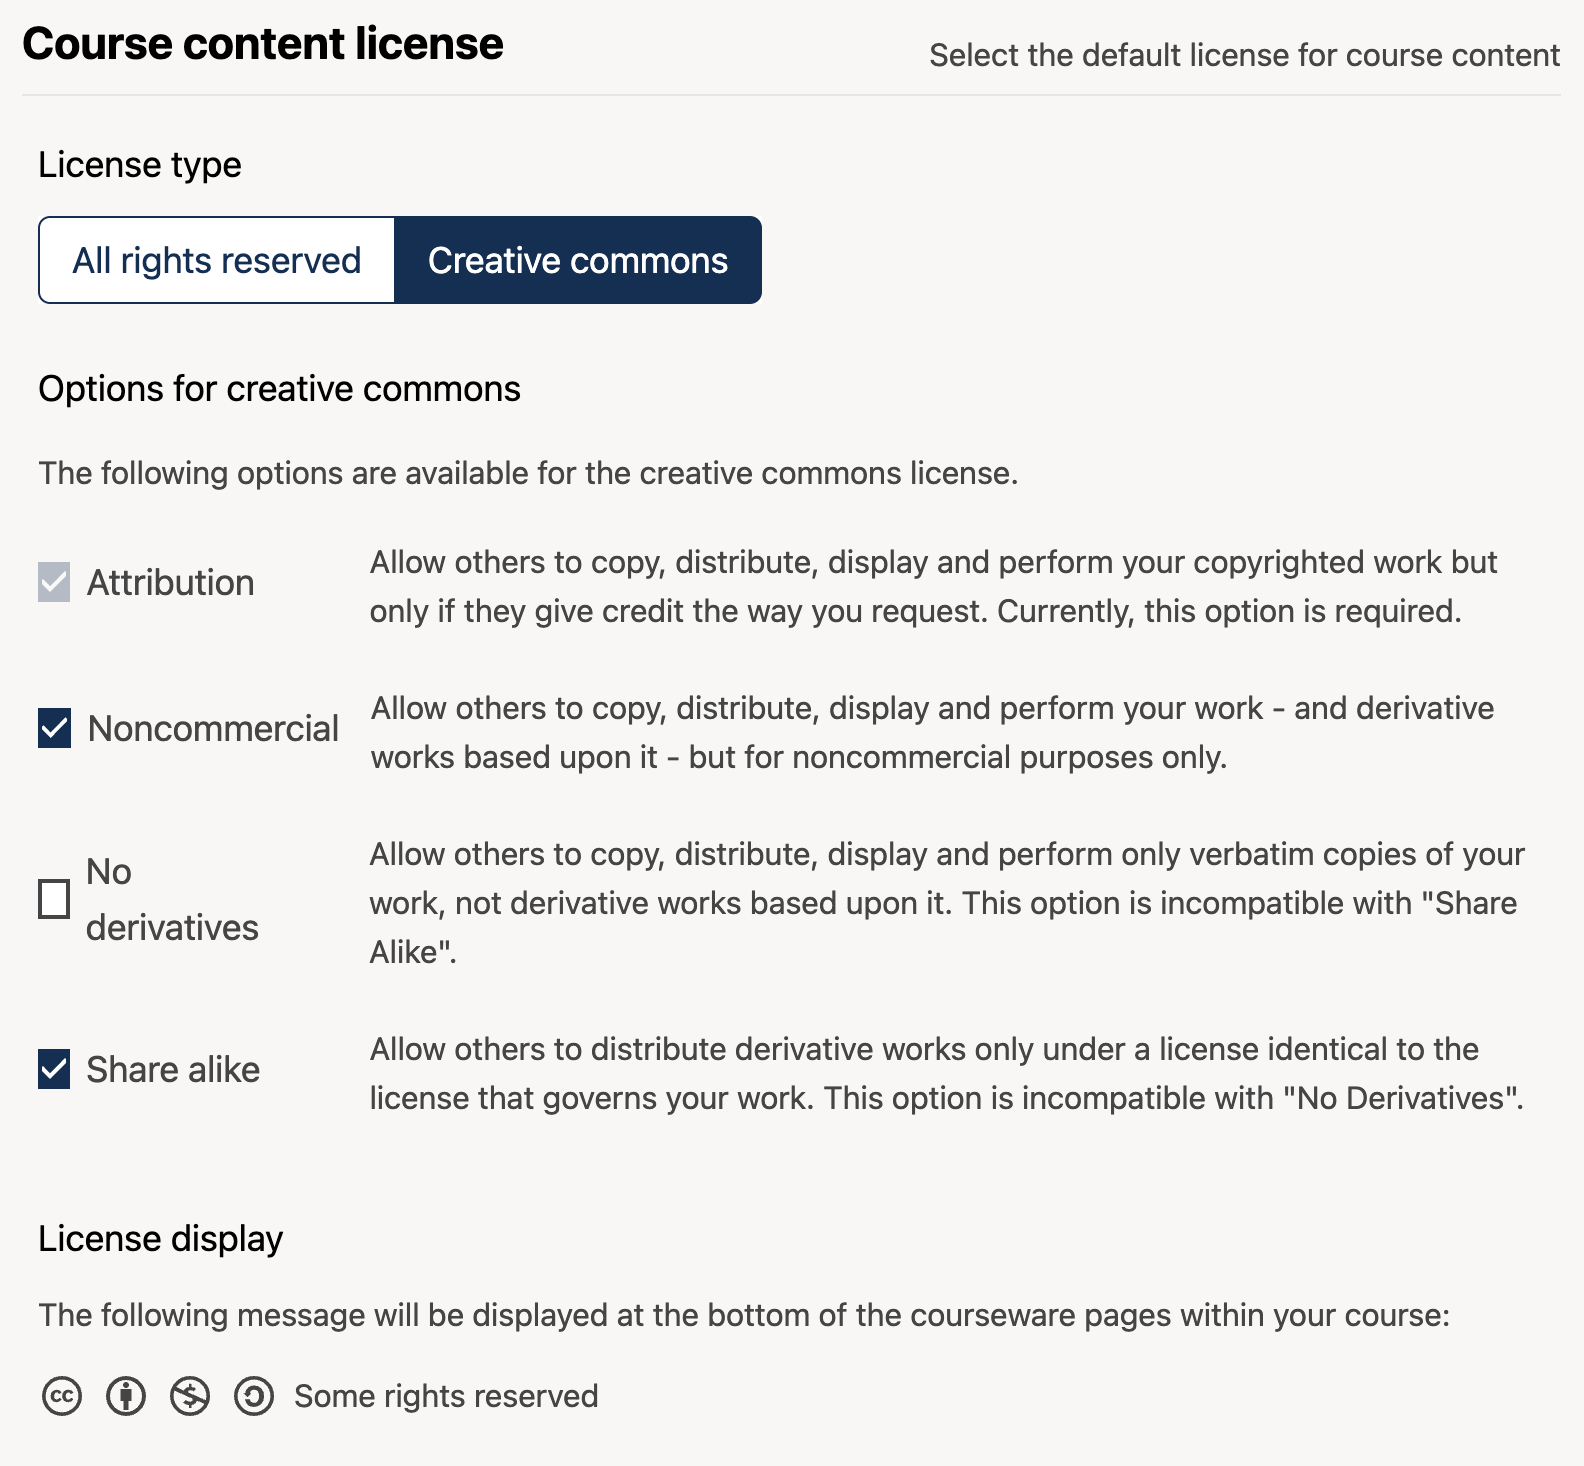 Course content license
Select the default license for course content
License type
All rights reserved
Creative commons
Options for creative commons
The following options are available for the creative commons license.
Attribution
Allow others to copy, distribute, display and perform your copyrighted work but
only if they give credit the way you request. Currently, this option is required.
Noncommercial
Allow others to copy, distribute, display and perform your work - and derivative
works based upon it - but for noncommercial purposes only.
No
derivatives
Allow others to copy, distribute, display and perform only verbatim copies of your
work, not derivative works based upon it. This option is incompatible with "Share
Alike".
Share alike
Allow others to distribute derivative works only under a license identical to the
license that governs your work. This option is incompatible with "No Derivatives".
License display
The following message will be displayed at the bottom of the courseware pages within your course:
cc $ Some rights reserved